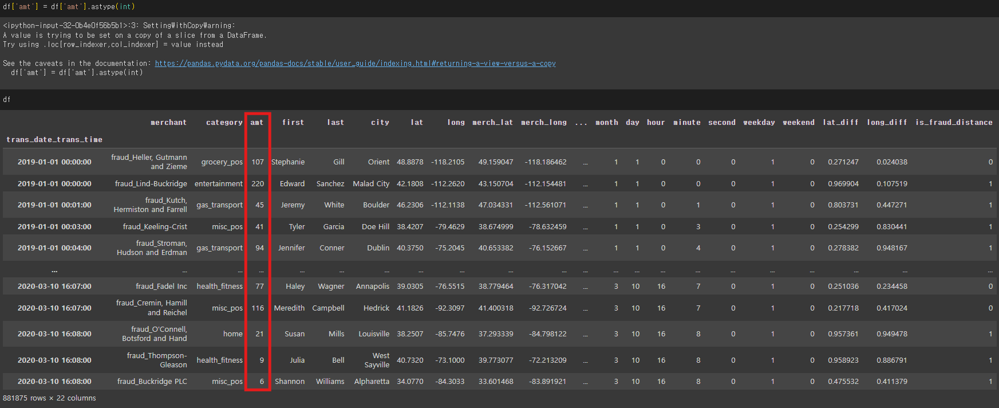 df['amt'] = df['amt'].astype(int)
<ipython-input-32-0b4e0f56b5b1>:3: SettingWithCopyWarning:
A value is trying to be set on a copy of a slice from a DataFrame.
Try using .loc[row_indexer,col_indexer] = value instead
See the caveats in the documentation: https://pandas.pydata.org/pandas-docs/stable/user_guide/indexing.html#returning-a-view-versus-a-copy
df['amt'] = df['amt'].astype(int)
df
merchant category amt first last city lat long merch_lat merch_long ... month day hour minute second weekday weekend lat_diff long_diff is_fraud_distance
trans_date_trans_time
2019-01-01 00:00:00 fraud_Heller, Gutmann and Zieme grocery_pos 107 Stephanie Gill Orient 48.8878 -118.2105 49.159047 -118.186462 ... 1 1 0 0 0 1 0 0.271247 0.024038 0
2019-01-01 00:00:00 fraud_Lind-Buckridge entertainment 220 Edward Sanchez Malad City 42.1808 -112.2620 43.150704 -112.154481 ... 1 1 0 0 0 1 0 0.969904 0.107519 1
2019-01-01 00:01:00 fraud_Kutch, Hermiston and Farrell gas_transport 45 Jeremy White Boulder 46.2306 -112.1138 47.034331 -112.561071 ... 1 1 0 1 0 1 0 0.803731 0.447271 1
2019-01-01 00:03:00 fraud_Keeling-Crist misc_pos 41 Tyler Garcia Doe Hill 38.4207 -79.4629 38.674999 -78.632459 ... 1 1 0 3 0 1 0 0.254299 0.830441 1
2019-01-01 00:04:00 fraud_Stroman, Hudson and Erdman gas_transport 94 Jennifer Conner Dublin 40.3750 -75.2045 40.653382 -76.152667 ... 1 1 0 4 0 1 0 0.278382 0.948167 1
... ... ... ... ... ... ... ... ... ... ... ... ... ... ... ... ... ... ... ... ... ...
2020-03-10 16:07:00 fraud_Fadel Inc health_fitness 77 Haley Wagner Annapolis 39.0305 -76.5515 38.779464 -76.317042 ... 3 10 16 7 0 1 0 0.251036 0.234458 0
2020-03-10 16:07:00 fraud_Cremin, Hamill and Reichel misc_pos 116 Meredith Campbell Hedrick 41.1826 -92.3097 41.400318 -92.726724 ... 3 10 16 7 0 1 0 0.217718 0.417024 0
2020-03-10 16:08:00 fraud_O'Connell, Botsford and Hand home 21 Susan Mills Louisville 38.2507 -85.7476 37.293339 -84.798122 ... 3 10 16 8 0 1 0 0.957361 0.949478 1
2020-03-10 16:08:00 fraud_Thompson-Gleason health_fitness 9 Julia Bell West Sayville 40.7320 -73.1000 39.773077 -72.213209 ... 3 10 16 8 0 1 0 0.958923 0.886791 1
2020-03-10 16:08:00 fraud_Buckridge PLC misc_pos 6 Shannon Williams Alpharetta 34.0770 -84.3033 33.601468 -83.891921 ... 3 10 16 8 0 1 0 0.475532 0.411379 1
881875 rows × 22 columns